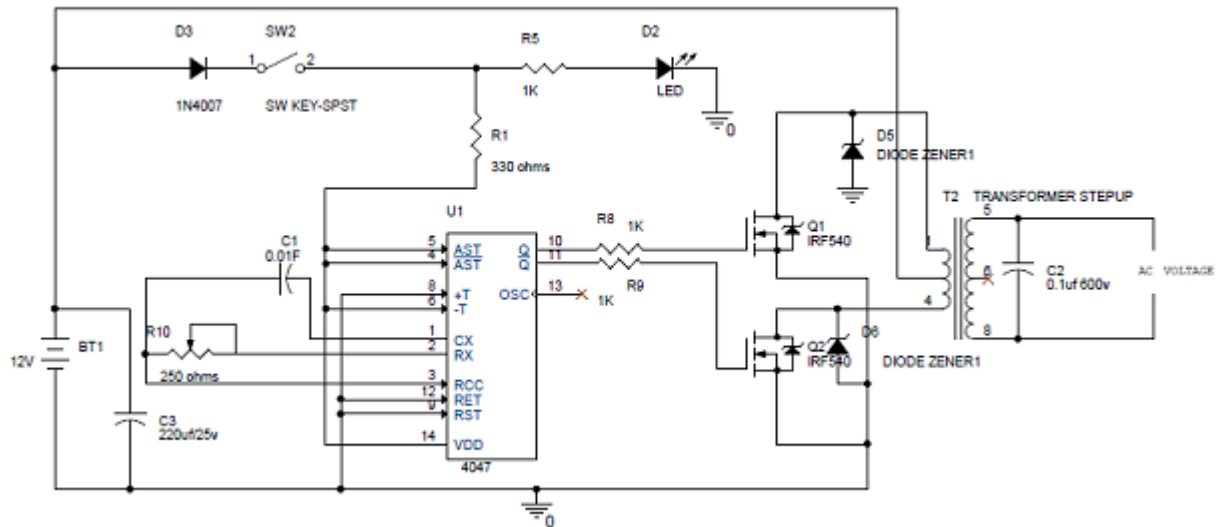 D3
SW2
R5
D2
1
2
1N4007
SW KEY-SPST
1K
LED
0
R1
330 ohms
D5
DIODE ZENER1
T2 TRANSFORMER STEPUP
U1
C1
0.01F
5 AST
4 AST
8 +T
6 -T
1 CX
2 RX
3 RCC
12 RET
9 RST
14 VDD
4047
Q 10
Q 11
OSC 13
R8
1K
R9
1K
Q1
IRF540
Q2
IRF540
D6
DIODE ZENER1
1
4
5
6
8
C2
0.1uf 600v
AC VOLTAGE
R10
250 ohms
BT1
12V
C3
220uf/25v
0